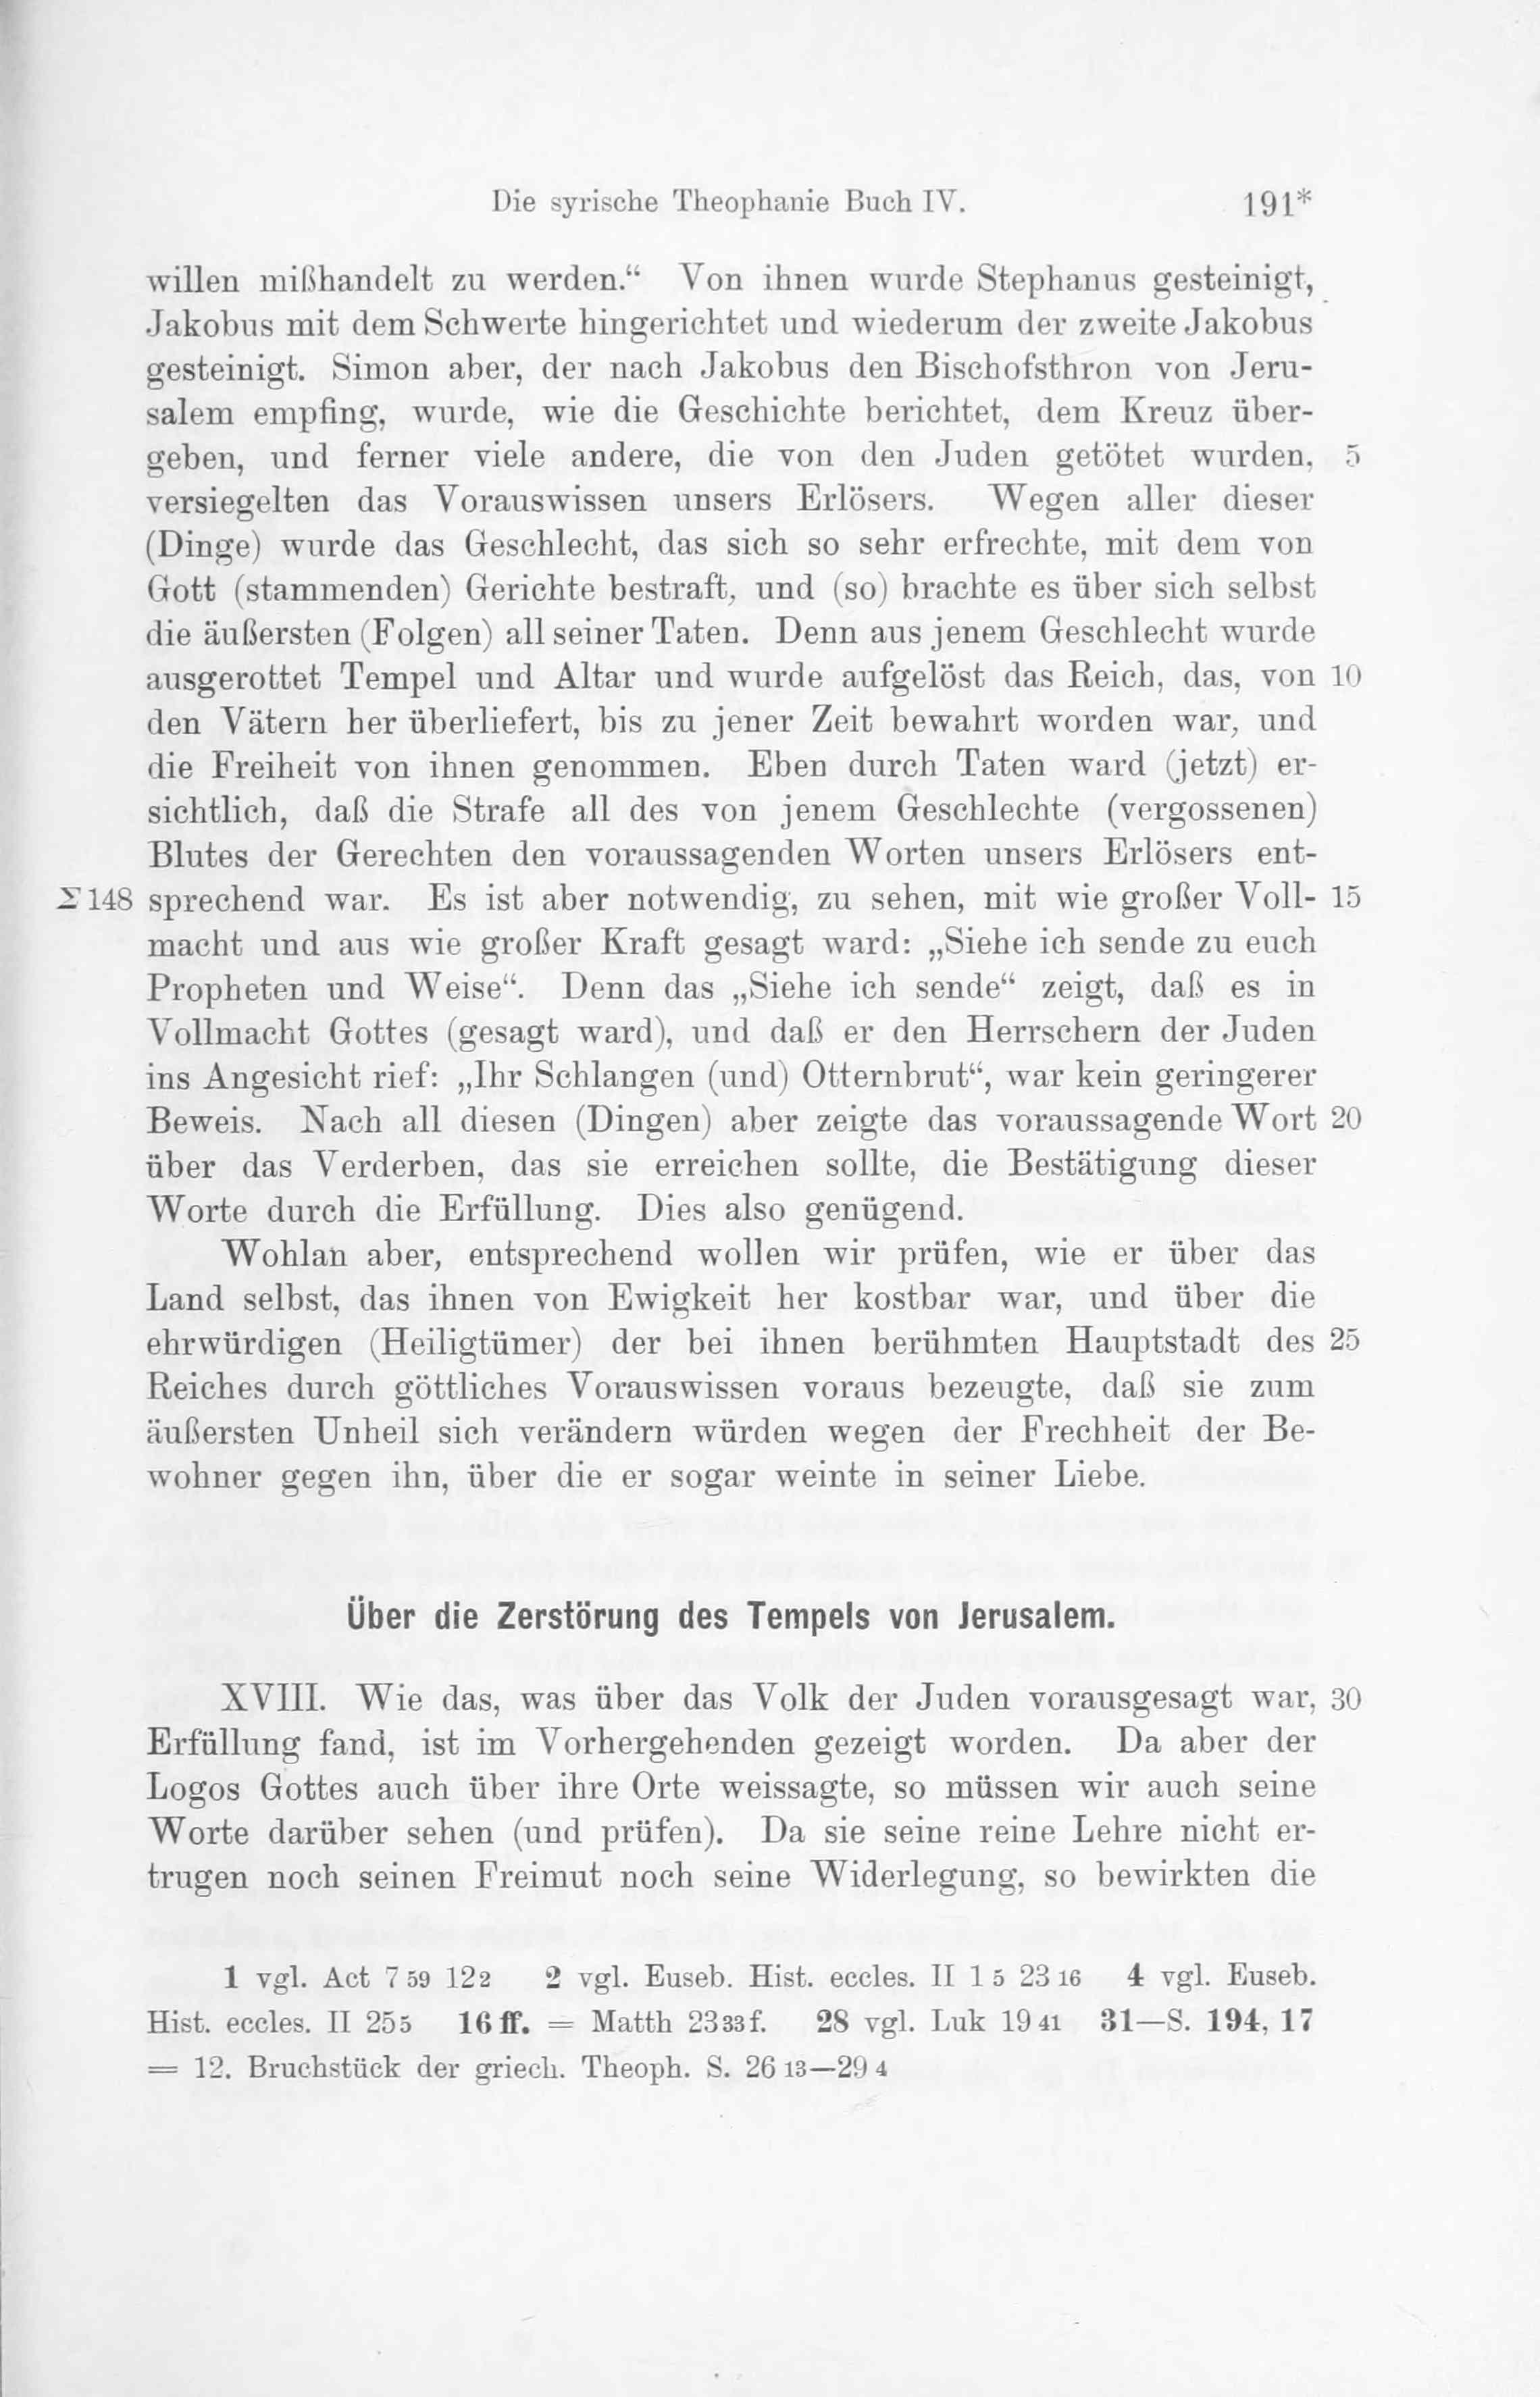 Die syrische Theophanie Buch IV. 191*
willen mißhandelt zu werden.“ Von ihnen wurde Stephanus gesteinigt,
Jakobus mit dem Schwerte hingerichtet und wiederum der zweite Jakobus
gesteinigt. Simon aber, der nach Jakobus den Bischofsthron von Jeru-
salem empfing, wurde, wie die Geschichte berichtet, dem Kreuz über-
geben, und ferner viele andere, die von den Juden getötet wurden, 5
versiegelten das Vorauswissen unsers Erlösers. Wegen aller dieser
(Dinge) wurde das Geschlecht, das sich so sehr erfrechte, mit dem von
Gott (stammenden) Gerichte bestraft, und (so) brachte es über sich selbst
die äußersten (Folgen) all seiner Taten. Denn aus jenem Geschlecht wurde
ausgerottet Tempel und Altar und wurde aufgelöst das Reich, das, von 10
den Vätern her überliefert, bis zu jener Zeit bewahrt worden war, und
die Freiheit von ihnen genommen. Eben durch Taten ward (jetzt) er-
sichtlich, daß die Strafe all des von jenem Geschlechte (vergossenen)
Blutes der Gerechten den voraussagenden Worten unsers Erlösers ent-
Σ 148 sprechend war. Es ist aber notwendig, zu sehen, mit wie großer Voll- 15
macht und aus wie großer Kraft gesagt ward: „Siehe ich sende zu euch
Propheten und Weise“. Denn das „Siehe ich sende“ zeigt, daß es in
Vollmacht Gottes (gesagt ward), und daß er den Herrschern der Juden
ins Angesicht rief: „Ihr Schlangen (und) Otternbrut“, war kein geringerer
Beweis. Nach all diesen (Dingen) aber zeigte das voraussagende Wort 20
über das Verderben, das sie erreichen sollte, die Bestätigung dieser
Worte durch die Erfüllung. Dies also genügend.
Wohlan aber, entsprechend wollen wir prüfen, wie er über das
Land selbst, das ihnen von Ewigkeit her kostbar war, und über die
ehrwürdigen (Heiligtümer) der bei ihnen berühmten Hauptstadt des 25
Reiches durch göttliches Vorauswissen voraus bezeugte, daß sie zum
äußersten Unheil sich verändern würden wegen der Frechheit der Be-
wohner gegen ihn, über die er sogar weinte in seiner Liebe.
Über die Zerstörung des Tempels von Jerusalem.
XVIII. Wie das, was über das Volk der Juden vorausgesagt war, 30
Erfüllung fand, ist im Vorhergehenden gezeigt worden. Da aber der
Logos Gottes auch über ihre Orte weissagte, so müssen wir auch seine
Worte darüber sehen (und prüfen). Da sie seine reine Lehre nicht er-
trugen noch seinen Freimut noch seine Widerlegung, so bewirkten die
1 vgl. Act 7 59 12 2 2 vgl. Euseb. Hist. eccles. II 1 5 23 16 4 vgl. Euseb.
Hist. eccles. II 25 5 16 ff. = Matth 23 33 f. 28 vgl. Luk 19 41 31—S. 194, 17
= 12. Bruchstück der griech. Theoph. S. 26 13—29 4